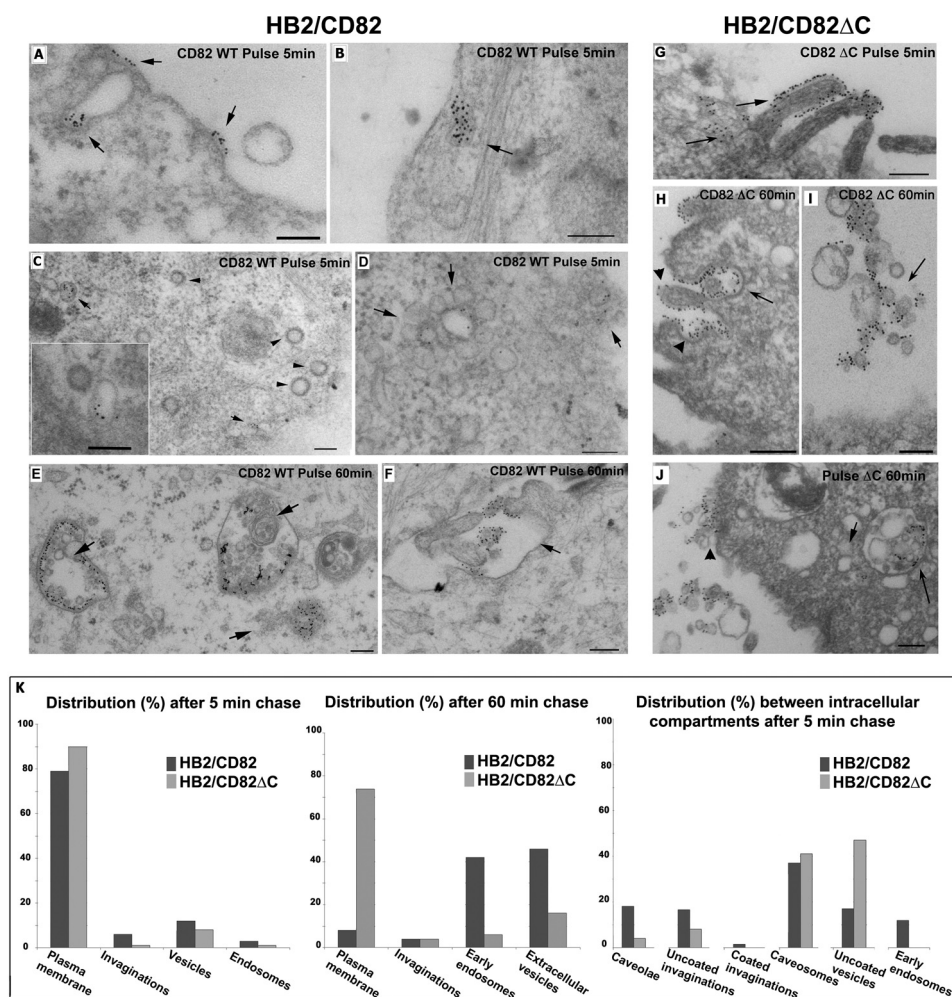 HB2/CD82
HB2/CD82ΔC
A
CD82 WT Pulse 5min
B
CD82 WT Pulse 5min
G
CD82 ΔC Pulse 5min
H
CD82 ΔC 60min
I
CD82 ΔC 60min
C
CD82 WT Pulse 5min
D
CD82 WT Pulse 5min
E
CD82 WT Pulse 60min
F
CD82 WT Pulse 60min
J
Pulse ΔC 60min
K
Distribution (%) after 5 min chase
100
80
60
40
20
0
HB2/CD82
HB2/CD82ΔC
Plasma
membrane
Invaginations
Vesicles
Endosomes
Distribution (%) after 60 min chase
100
80
60
40
20
0
HB2/CD82
HB2/CD82ΔC
Plasma
membrane
Invaginations
Early
endosomes
Extracellular
vesicles
Distribution (%) between intracellular
compartments after 5 min chase
100
80
60
40
20
0
HB2/CD82
HB2/CD82ΔC
Caveolae
Uncoated
invaginations
Coated
invaginations
Caveosomes
Uncoated
vesicles
Early
endosomes